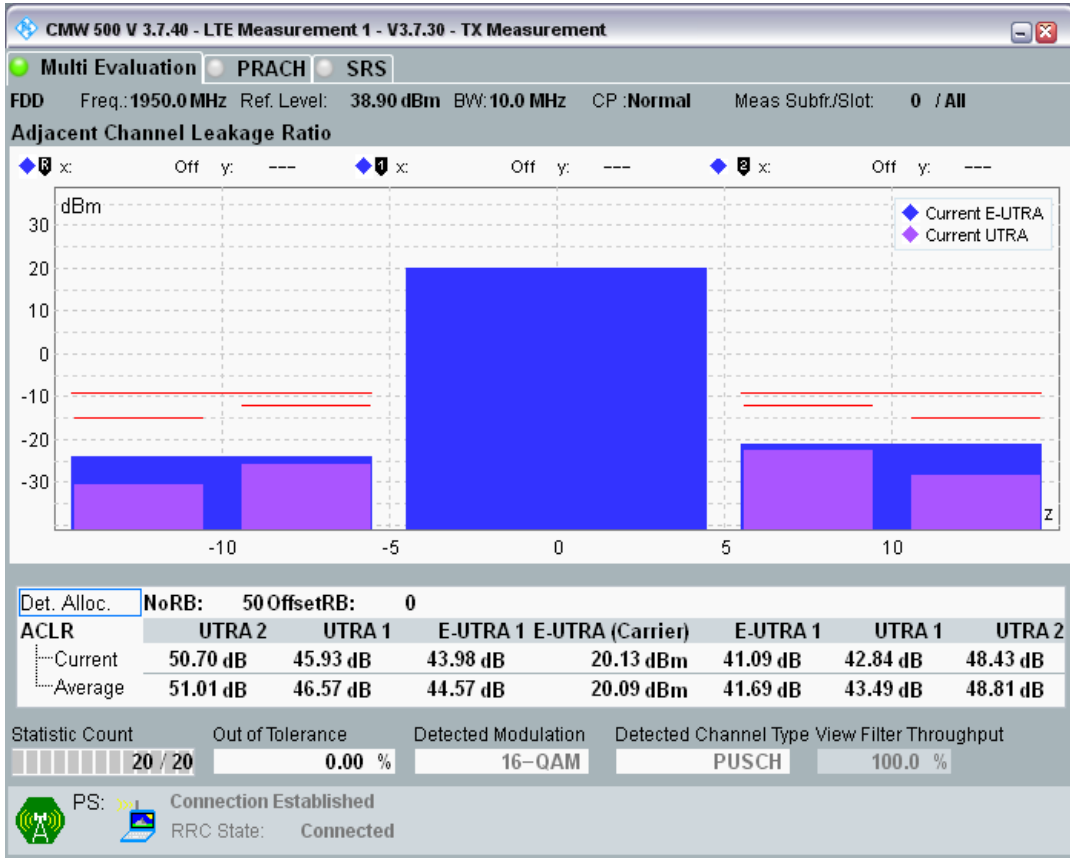 CMW 500 V 3.7.40 - LTE Measurement 1 - V3.7.30 - TX Measurement
Multi Evaluation PRACH SRS
FDD Freq.: 1950.0 MHz Ref. Level: 38.90 dBm BW: 10.0 MHz CP :Normal Meas Subfr./Slot: 0 / All
Adjacent Channel Leakage Ratio
R x: Off y: --- 1 x: Off y: --- 2 x: Off y: ---
dBm
Current E-UTRA
Current UTRA
30
20
10
0
-10
-20
-30
z
-10 -5 0 5 10
Det. Alloc. NoRB: 50 OffsetRB: 0
ACLR UTRA 2 UTRA 1 E-UTRA 1 E-UTRA (Carrier) E-UTRA 1 UTRA 1 UTRA 2
Current 50.70 dB 45.93 dB 43.98 dB 20.13 dBm 41.09 dB 42.84 dB 48.43 dB
Average 51.01 dB 46.57 dB 44.57 dB 20.09 dBm 41.69 dB 43.49 dB 48.81 dB
Statistic Count Out of Tolerance Detected Modulation Detected Channel Type View Filter Throughput
20 / 20 0.00 % 16-QAM PUSCH 100.0 %
PS: Connection Established
RRC State: Connected